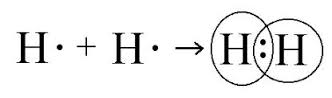 H· + H· → H:H